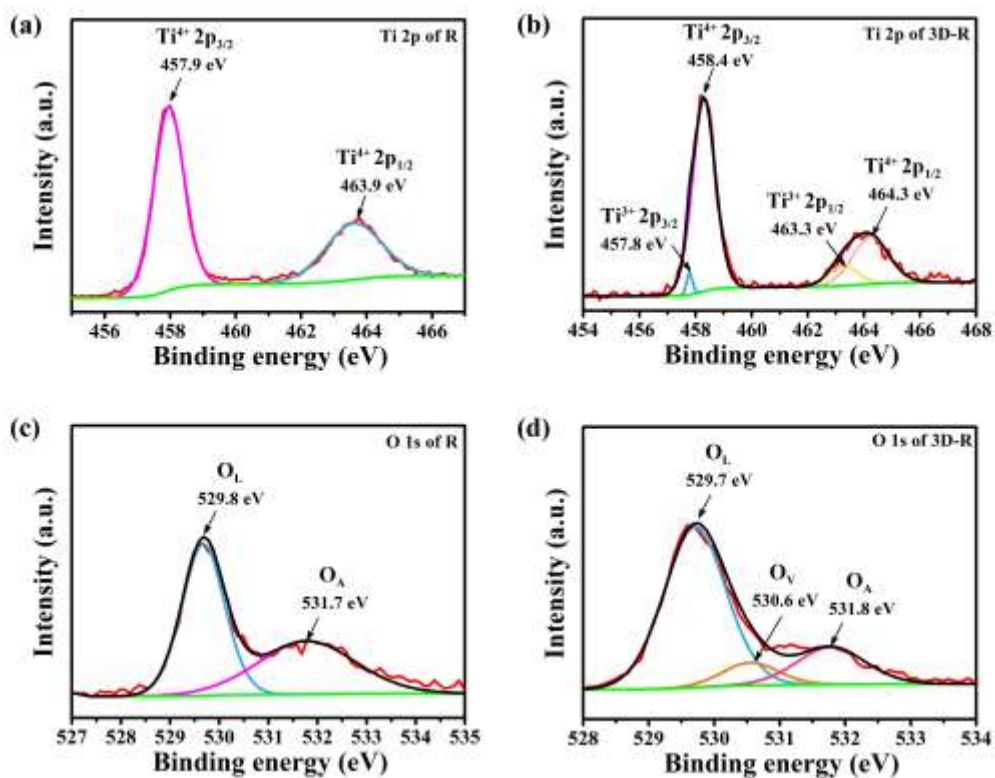 (a)
Ti 2p of R
Ti⁴⁺ 2p₃/₂
457.9 eV
Ti⁴⁺ 2p₁/₂
463.9 eV
Intensity (a.u.)
456 458 460 462 464 466
Binding energy (eV)
(b)
Ti 2p of 3D-R
Ti⁴⁺ 2p₃/₂
458.4 eV
Ti³⁺ 2p₃/₂
457.8 eV
Ti³⁺ 2p₁/₂
463.3 eV
Ti⁴⁺ 2p₁/₂
464.3 eV
Intensity (a.u.)
454 456 458 460 462 464 466 468
Binding energy (eV)
(c)
O 1s of R
O_L
529.8 eV
O_A
531.7 eV
Intensity (a.u.)
527 528 529 530 531 532 533 534 535
Binding energy (eV)
(d)
O 1s of 3D-R
O_L
529.7 eV
O_V
530.6 eV
O_A
531.8 eV
Intensity (a.u.)
528 529 530 531 532 533 534
Binding energy (eV)